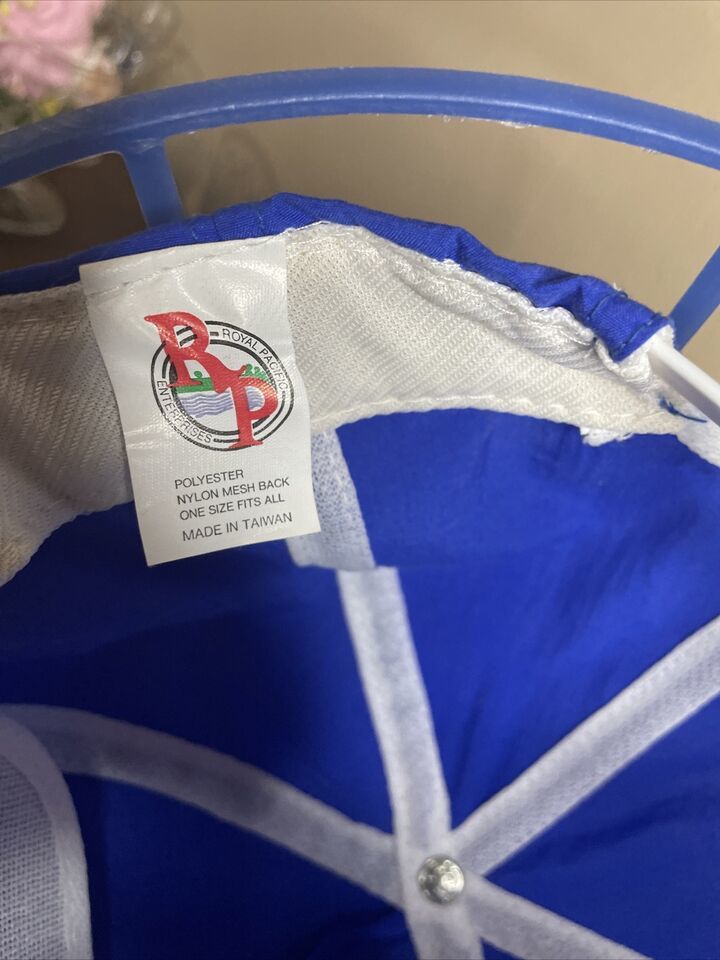 RP
ROYAL PACIFIC
ENTERPRISES
POLYESTER
NYLON MESH BACK
ONE SIZE FITS ALL
MADE IN TAIWAN